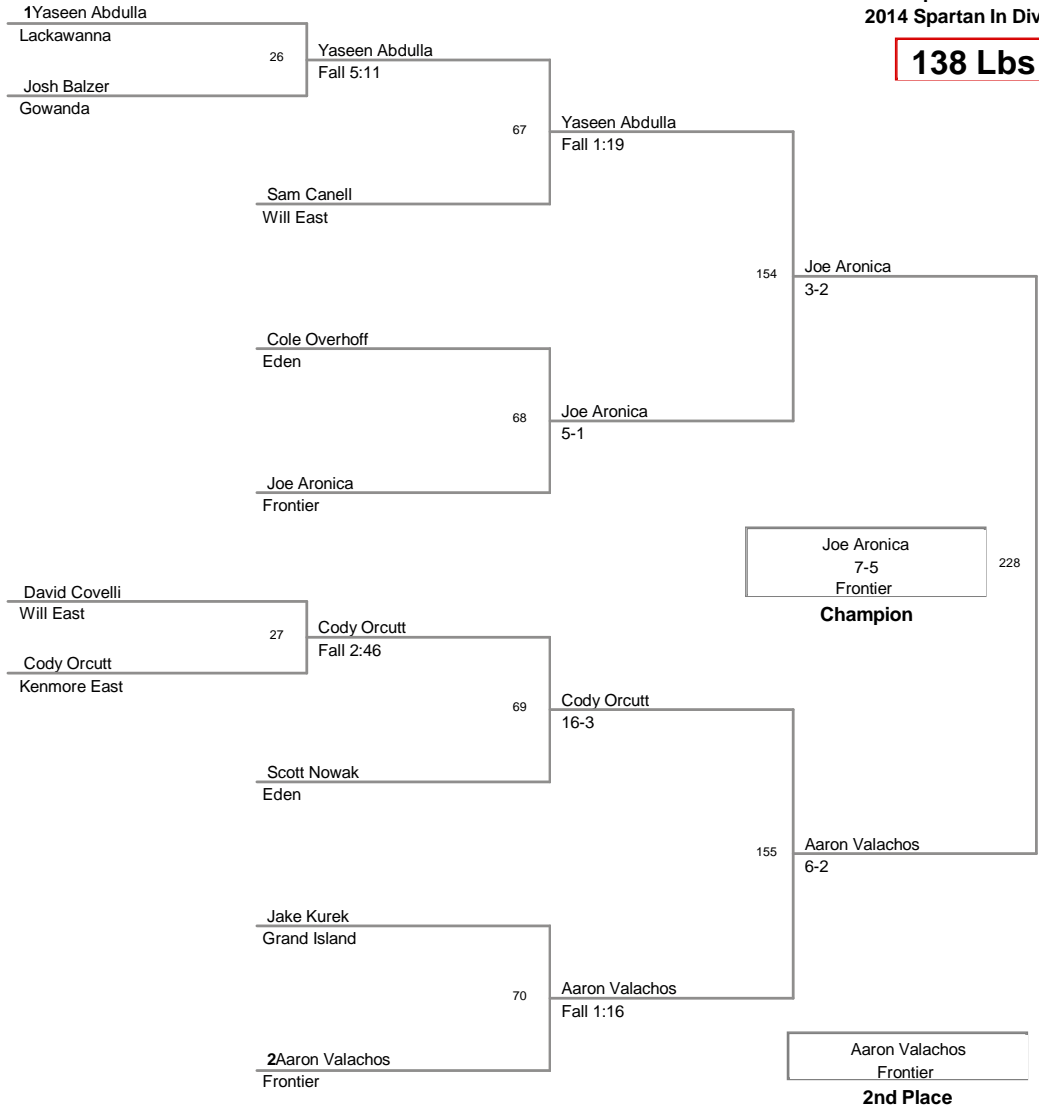 2014 Spartan In Div
138 Lbs
1Yaseen Abdulla
Lackawanna
26
Yaseen Abdulla
Fall 5:11
Josh Balzer
Gowanda
67
Yaseen Abdulla
Fall 1:19
Sam Canell
Will East
154
Joe Aronica
3-2
Cole Overhoff
Eden
68
Joe Aronica
5-1
Joe Aronica
Frontier
Joe Aronica
7-5
Frontier
228
Champion
David Covelli
Will East
27
Cody Orcutt
Fall 2:46
Cody Orcutt
Kenmore East
69
Cody Orcutt
16-3
Scott Nowak
Eden
155
Aaron Valachos
6-2
Jake Kurek
Grand Island
70
Aaron Valachos
Fall 1:16
2Aaron Valachos
Frontier
Aaron Valachos
Frontier
2nd Place